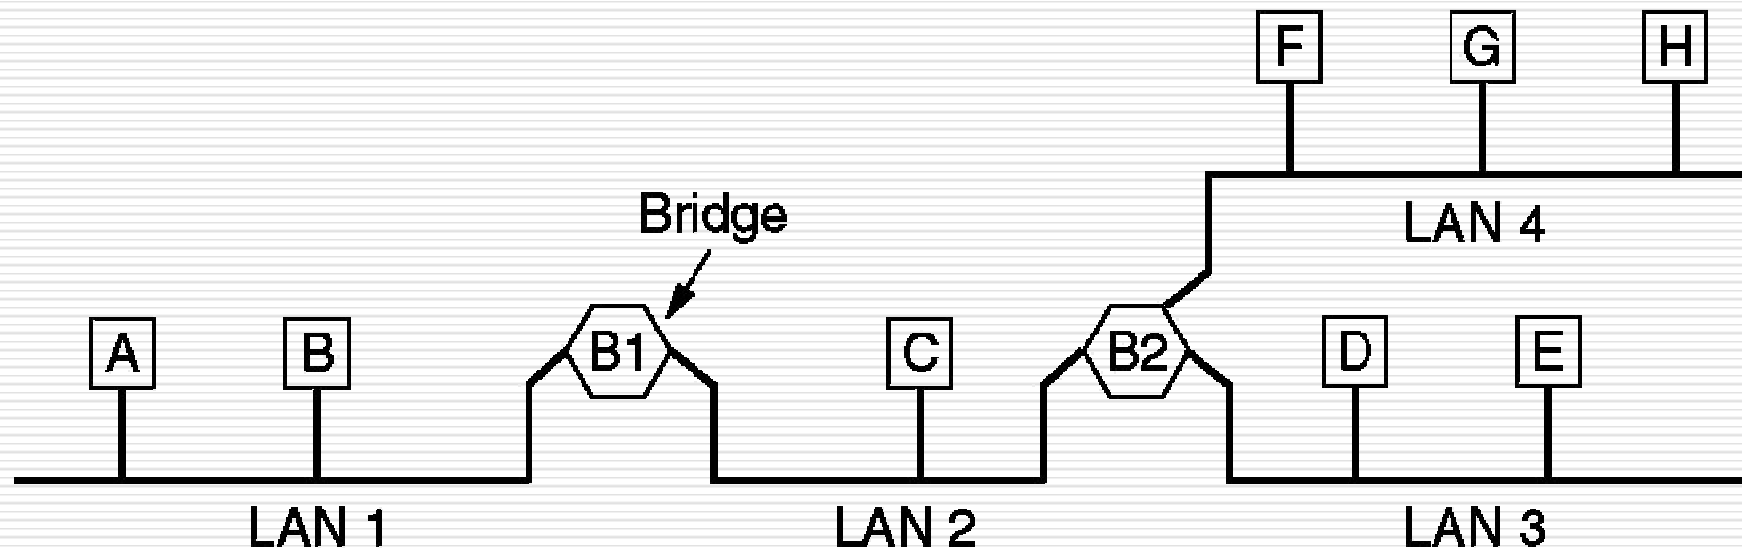 F G H
LAN 4
Bridge
A B B1 C B2 D E
LAN 1 LAN 2 LAN 3